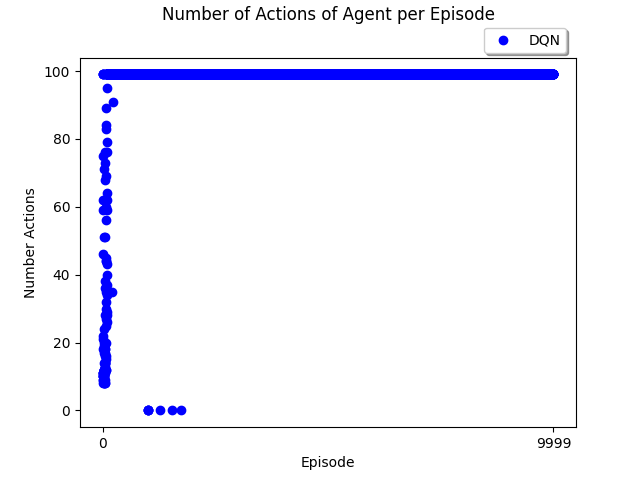 Number of Actions of Agent per Episode
DQN
100
80
60
40
20
0
Number Actions
0
9999
Episode